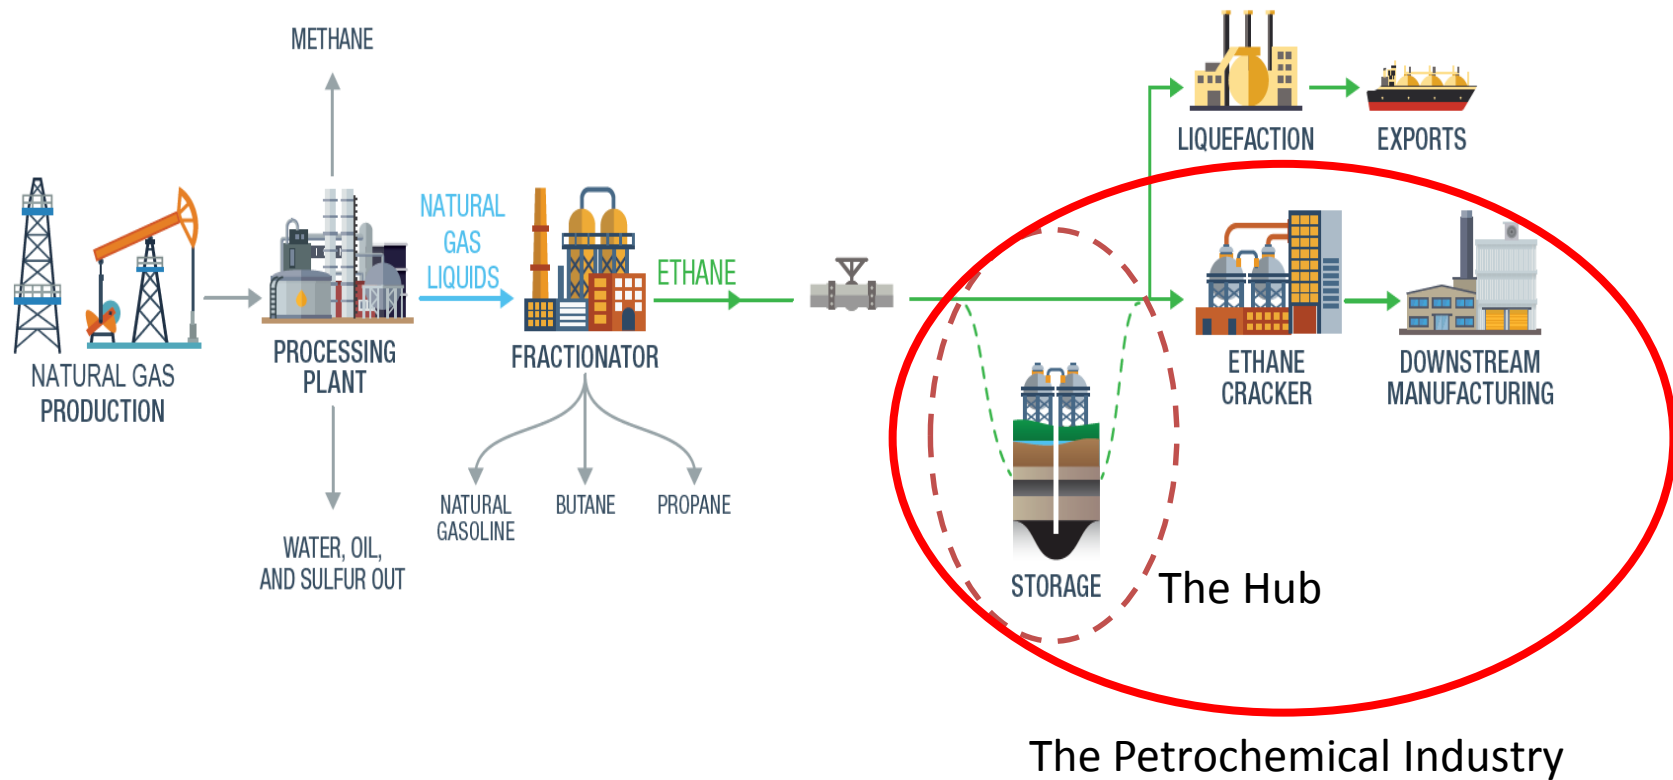 METHANE
NATURAL GAS
PRODUCTION
PROCESSING
PLANT
WATER, OIL,
AND SULFUR OUT
NATURAL
GAS
LIQUIDS
FRACTIONATOR
NATURAL
GASOLINE
BUTANE
PROPANE
ETHANE
LIQUEFACTION
EXPORTS
STORAGE
The Hub
ETHANE
CRACKER
DOWNSTREAM
MANUFACTURING
The Petrochemical Industry